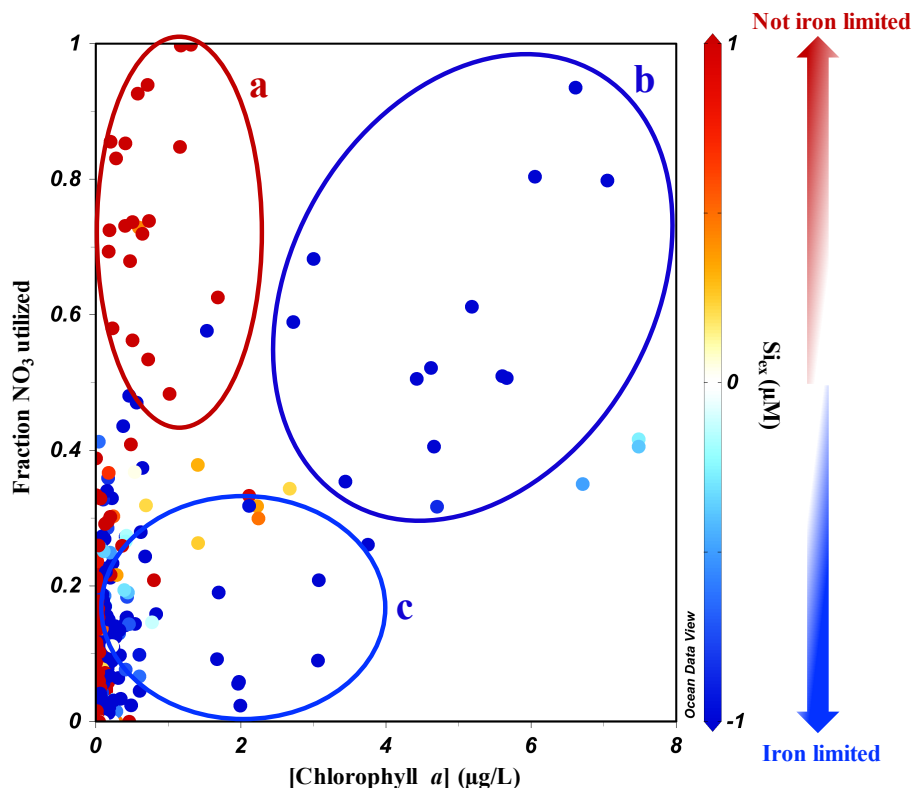 Not iron limited
1
0.8
0.6
0.4
0.2
0
Fraction NO3 utilized
a
b
c
0
2
4
6
8
[Chlorophyll a] (µg/L)
Ocean Data View
1
0
-1
Siex (µM)
Iron limited